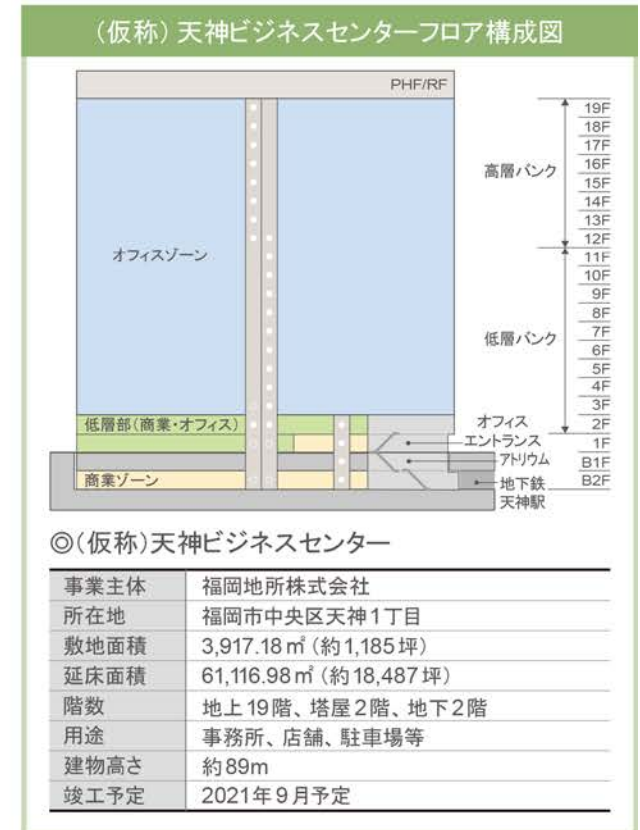 (仮称)天神ビジネスセンターフロア構成図
PHF/RF
19F
18F
17F
高層バンク
16F
15F
14F
13F
12F
オフィスゾーン
11F
10F
9F
8F
低層バンク
7F
6F
5F
4F
3F
低層部(商業・オフィス)
オフィス
エントランス
2F
1F
アトリウム
B1F
商業ゾーン
地下鉄
天神駅
B2F
◎(仮称)天神ビジネスセンター
事業主体 福岡地所株式会社
所在地 福岡市中央区天神1丁目
敷地面積 3,917.18㎡(約1,185坪)
延床面積 61,116.98㎡(約18,487坪)
階数 地上19階、塔屋2階、地下2階
用途 事務所、店舗、駐車場等
建物高さ 約89m
竣工予定 2021年9月予定